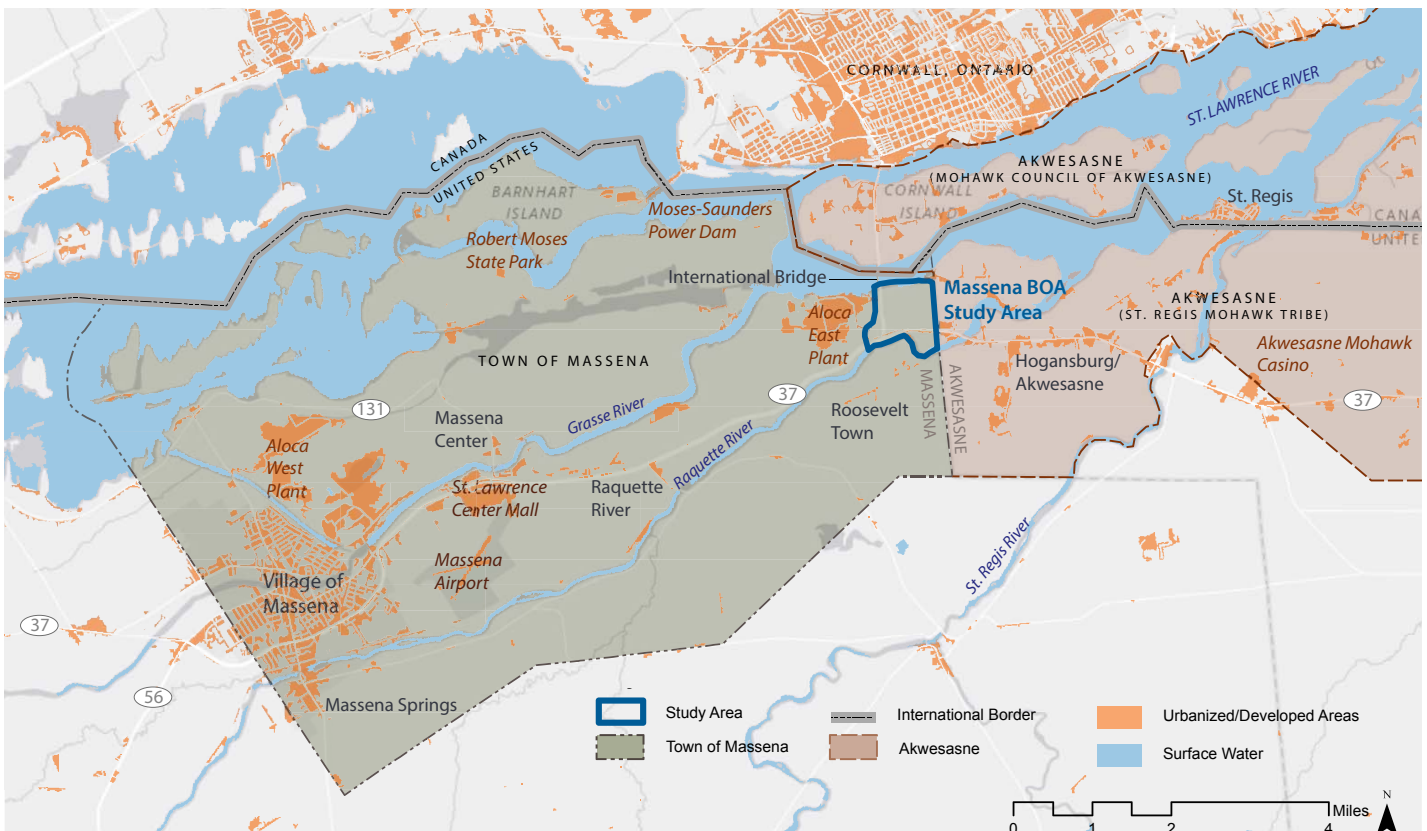 CORNWALL, ONTARIO
ST. LAWRENCE RIVER
CANADA
UNITED STATES
BARNHART
ISLAND
Moses-Saunders
Power Dam
Robert Moses
State Park
CORNWALL
ISLAND
AKWESASNE
(MOHAWK COUNCIL OF AKWESASNE)
St. Regis
CANA
UNITE
International Bridge
Massena BOA
Study Area
AKWESASNE
(ST. REGIS MOHAWK TRIBE)
Aloca
East
Plant
Akwesasne Mohawk
Casino
TOWN OF MASSENA
Hogansburg/
Akwesasne
MASSENA
AKWESASNE
37
37
131
Massena
Center
Grasse River
Roosevelt
Town
Raquette River
Aloca
West
Plant
St. Lawrence
Center Mall
Raquette
River
Massena
Airport
St. Regis River
Village of
Massena
37
56
Massena Springs
Study Area
International Border
Urbanized/Developed Areas
Town of Massena
Akwesasne
Surface Water
Miles
0
1
2
4
N